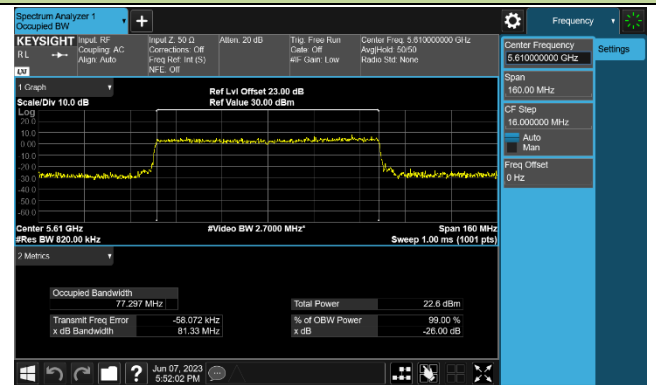 Spectrum Analyzer 1
Occupied BW
Frequency
KEYSIGHT
RL
LXI
Input: RF
Coupling: AC
Align: Auto
Input Z: 50 Ω
Corrections: Off
Freq Ref: Int (S)
NFE: Off
Atten: 20 dB
Trig: Free Run
Gate: Off
#IF Gain: Low
Center Freq: 5.610000000 GHz
Avg|Hold: 50/50
Radio Std: None
Center Frequency
5.610000000 GHz
Settings
Span
160.00 MHz
CF Step
16.000000 MHz
Auto
Man
Freq Offset
0 Hz
1 Graph
Scale/Div 10.0 dB
Ref Lvl Offset 23.00 dB
Ref Value 30.00 dBm
Log
20.0
10.0
0.00
-10.0
-20.0
-30.0
-40.0
-50.0
-60.0
Center 5.61 GHz
#Video BW 2.7000 MHz*
Span 160 MHz
#Res BW 820.00 kHz
Sweep 1.00 ms (1001 pts)
2 Metrics
Occupied Bandwidth
77.297 MHz
Total Power 22.6 dBm
Transmit Freq Error -58.072 kHz
% of OBW Power 99.00 %
x dB Bandwidth 81.33 MHz
x dB -26.00 dB
?
Jun 07, 2023
5:52:02 PM